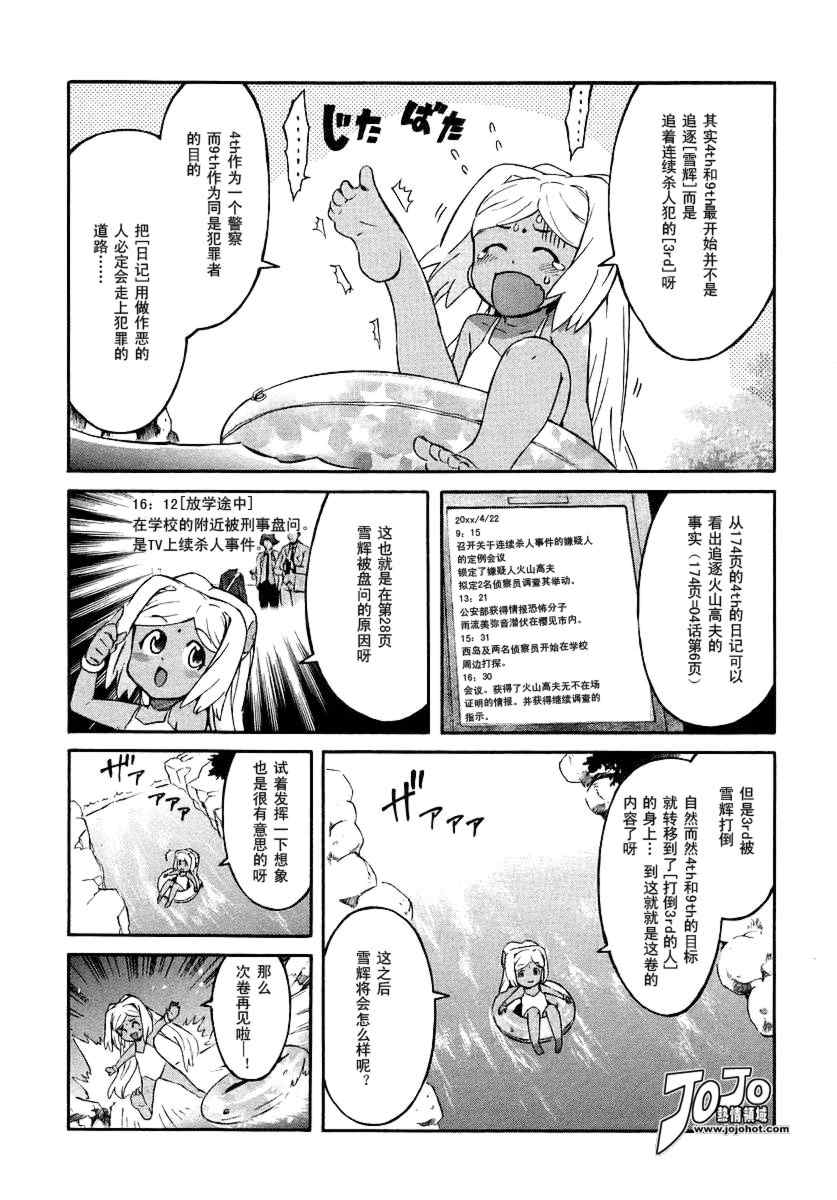 其实4th和9th最开始并不是
追逐[雪辉]而是
追着连续杀人犯的[3rd]呀
……
じた
ばた
……
4th作为一个警察
而9th作为同是犯罪者
的目的
把[日记]用做作恶的
人必定会走上犯罪的
道路……
从174页的4th的日记可以
看出追逐火山高夫的
事实(174页=04话第6页)
20xx/4/22
9: 15
召开关于连续杀人事件的嫌疑人
的定例会议
锁定了嫌疑人火山高夫
拟定2名侦察员调查其举动。
13: 21
公安部获得情报恐怖分子
雨流美弥音潜伏在樱见市内。
15: 31
西岛及两名侦察员开始在学校
周边打探。
16: 30
会议。获得了火山高夫无不在场
证明的情报。并获得继续调查的
指示。
这也就是在第28页
雪辉被盘问的原因呀
16: 12[放学途中]
在学校的附近被刑事盘问。
是TV上续杀人事件。
但是3rd被
雪辉打倒
自然而然4th和9th的目标
就转移到了[打倒3rd的人]
的身上… 到这就就是这卷的
内容了呀
ザァァァ
这之后
雪辉将会怎么样呢?
试着发挥一下想象
也是很有意思的呀
ザァァァ
那么
次卷再见啦—!
JOJO
热情领域
www.jojohot.com